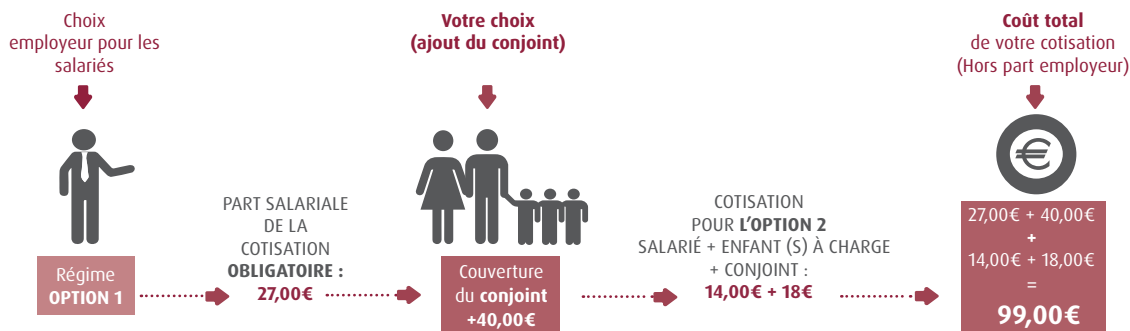 Choix
employeur pour les
salariés
Régime
OPTION 1
PART SALARIALE
DE LA
COTISATION
OBLIGATOIRE :
27,00€
Votre choix
(ajout du conjoint)
Couverture
du conjoint
+40,00€
COTISATION
POUR L'OPTION 2
SALARIÉ + ENFANT (S) À CHARGE
+ CONJOINT :
14,00€ + 18€
Coût total
de votre cotisation
(Hors part employeur)
€
27,00€ + 40,00€
+
14,00€ + 18,00€
=
99,00€